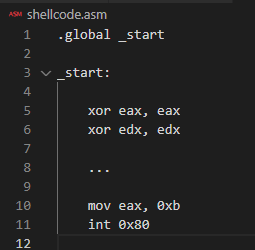 ASM shellcode.asm
1 .global _start
2
3 _start:
4
5 xor eax, eax
6 xor edx, edx
7
8 ...
9
10 mov eax, 0xb
11 int 0x80
12